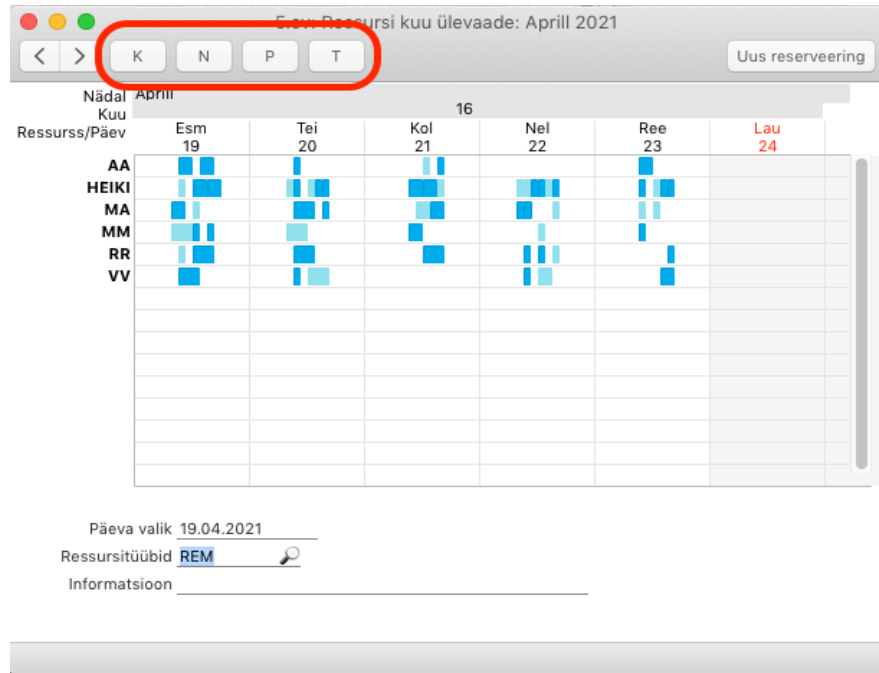 5.ev: Ressursi kuu ülevaade: Aprill 2021
< > K N P T Uus reserveering
Nädal Aprill
Kuu 16
Ressurss/Päev Esm Tei Kol Nel Ree Lau
19 20 21 22 23 24
AA
HEIKI
MA
MM
RR
VV
Päeva valik 19.04.2021
Ressursitüübid REM
Informatsioon